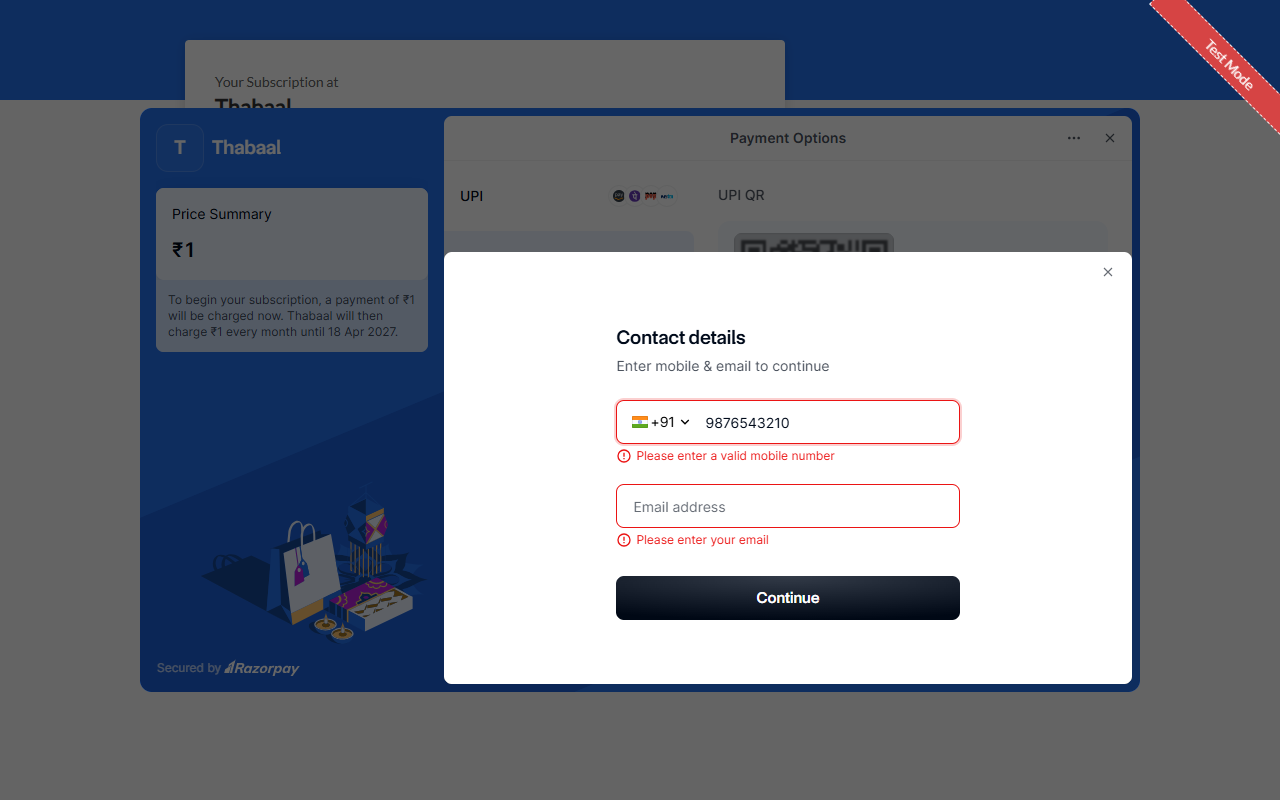 Test Mode
Your Subscription at
Thabaal
T
Thabaal
Payment Options
Price Summary
₹1
To begin your subscription, a payment of ₹1
will be charged now. Thabaal will then
charge ₹1 every month until 18 Apr 2027.
UPI
UPI QR
Contact details
Enter mobile & email to continue
+91 9876543210
Please enter a valid mobile number
Email address
Please enter your email
Continue
Secured by Razorpay